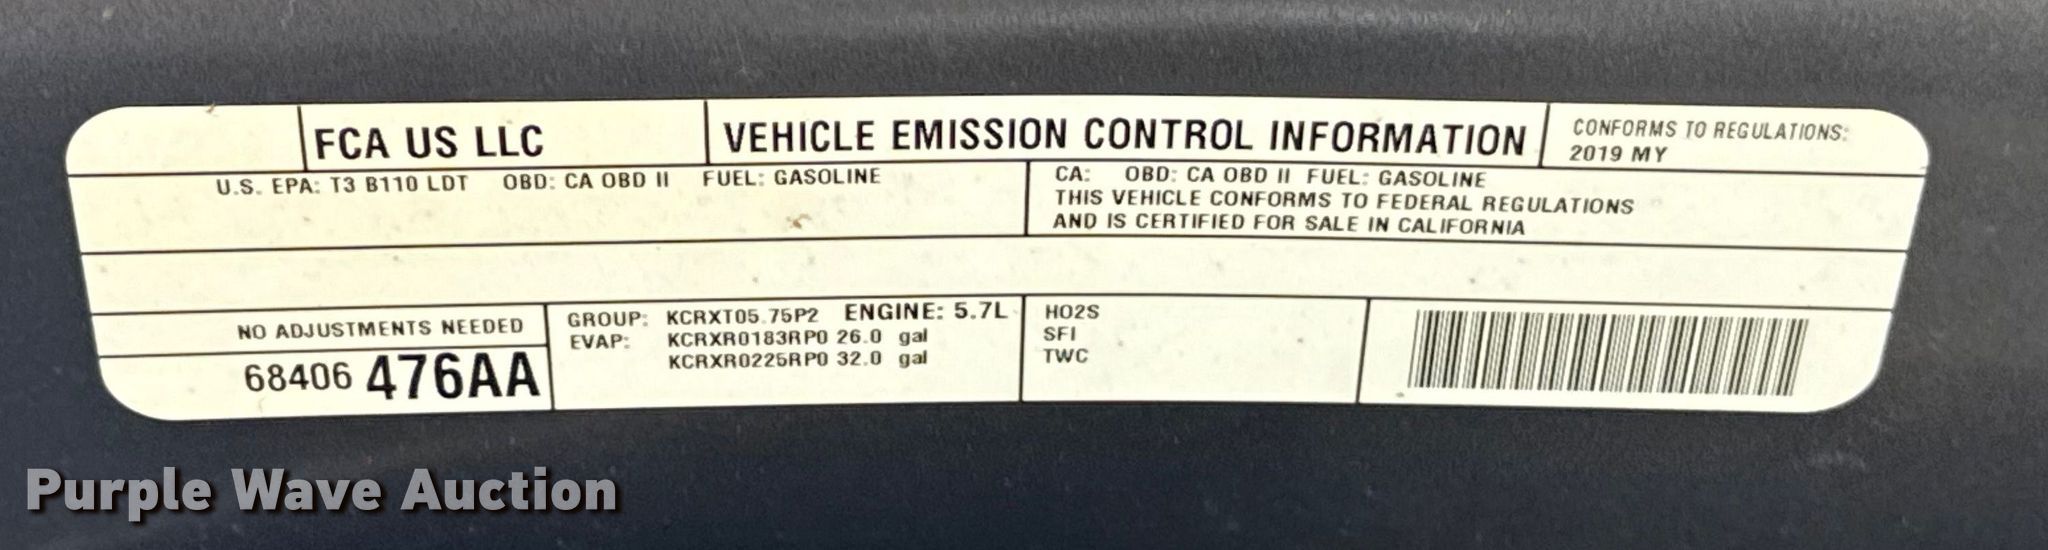 FCA US LLC
VEHICLE EMISSION CONTROL INFORMATION
CONFORMS TO REGULATIONS:
2019 MY
U.S. EPA: T3 B110 LDT OBD: CA OBD II FUEL: GASOLINE
CA: OBD: CA OBD II FUEL: GASOLINE
THIS VEHICLE CONFORMS TO FEDERAL REGULATIONS
AND IS CERTIFIED FOR SALE IN CALIFORNIA
NO ADJUSTMENTS NEEDED
68406 476AA
GROUP: KCRXT05.75P2 ENGINE: 5.7L
EVAP: KCRXR0183RP0 26.0 gal
KCRXR0225RP0 32.0 gal
HO2S
SFI
TWC
Purple Wave Auction